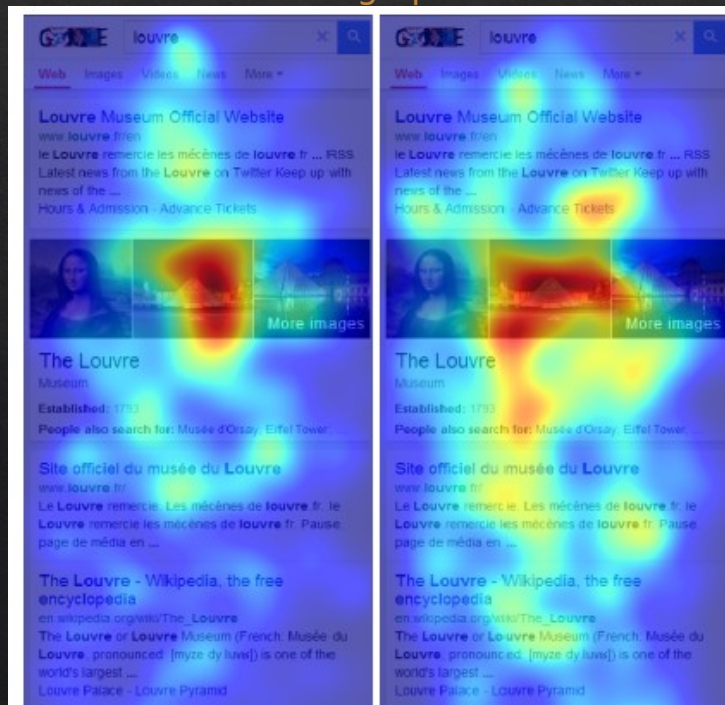 GOOGLE louvre
Web Images Videos News More
Louvre Museum Official Website
www.louvre.fr/en
le Louvre remercie les mécènes de louvre.fr ... !RSS
Latest news from the Louvre on Twitter Keep up with
news of the ...
Hours & Admission - Advance Tickets
More images
The Louvre
Museum
Established: 1793
People also search for: Musée d'Orsay, Eifel Tower, ...
Site officiel du musée du Louvre
www.louvre.fr/
Le Louvre remercie. Les mécènes de louvre.fr. le
Louvre remercie les mécènes de louvre.fr. Pause
page de média en ...
The Louvre - Wikipedia, the free
encyclopedia
en.wikipedia.org/wiki/The_Louvre
The Louvre or Louvre Museum (French: Musée du
Louvre, pronounced: [myze dy luvʁ]) is one of the
world's largest ...
Louvre Palace - Louvre Pyramid
GOOGLE louvre
Web Images Videos News More
Louvre Museum Official Website
www.louvre.fr/en
le Louvre remercie les mécènes de louvre.fr ... RSS
Latest news from the Louvre on Twitter Keep up with
news of the ...
Hours & Admission - Advance Tickets
More images
The Louvre
Museum
Established: 1793
People also search for: Musée d'Orsay, Eifel Tower, ...
Site officiel du musée du Louvre
www.louvre.fr/
Le Louvre remercie. Les mécènes de louvre.fr. le
Louvre remercie les mécènes de louvre.fr. Pause
page de média en ...
The Louvre - Wikipedia, the free
encyclopedia
en.wikipedia.org/wiki/The_Louvre
The Louvre or Louvre Museum (French: Musée du
Louvre, pronounced: [myze dy luvʁ]) is one of the
world's largest ...
Louvre Palace - Louvre Pyramid